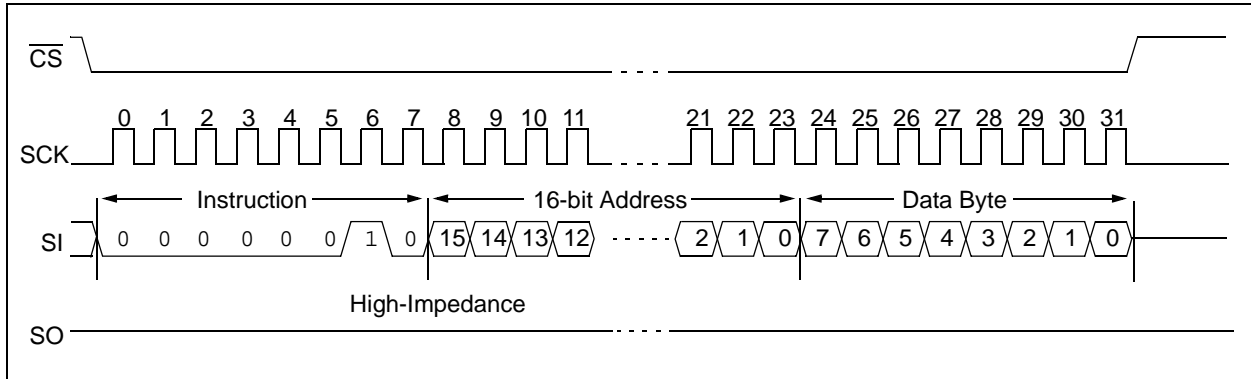 CS
0 1 2 3 4 5 6 7 8 9 10 11 21 22 23 24 25 26 27 28 29 30 31
SCK
Instruction 16-bit Address Data Byte
SI 0 0 0 0 0 0 1 0 15 14 13 12 2 1 0 7 6 5 4 3 2 1 0
High-Impedance
SO